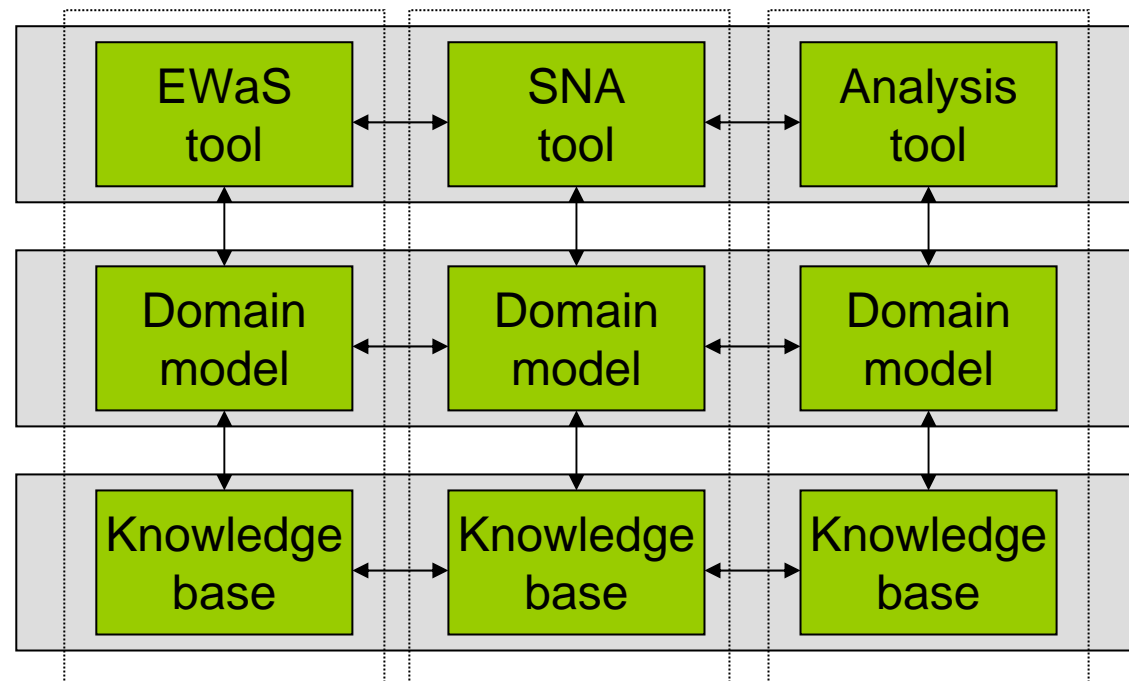 EWaS
tool
SNA
tool
Analysis
tool
Domain
model
Domain
model
Domain
model
Knowledge
base
Knowledge
base
Knowledge
base